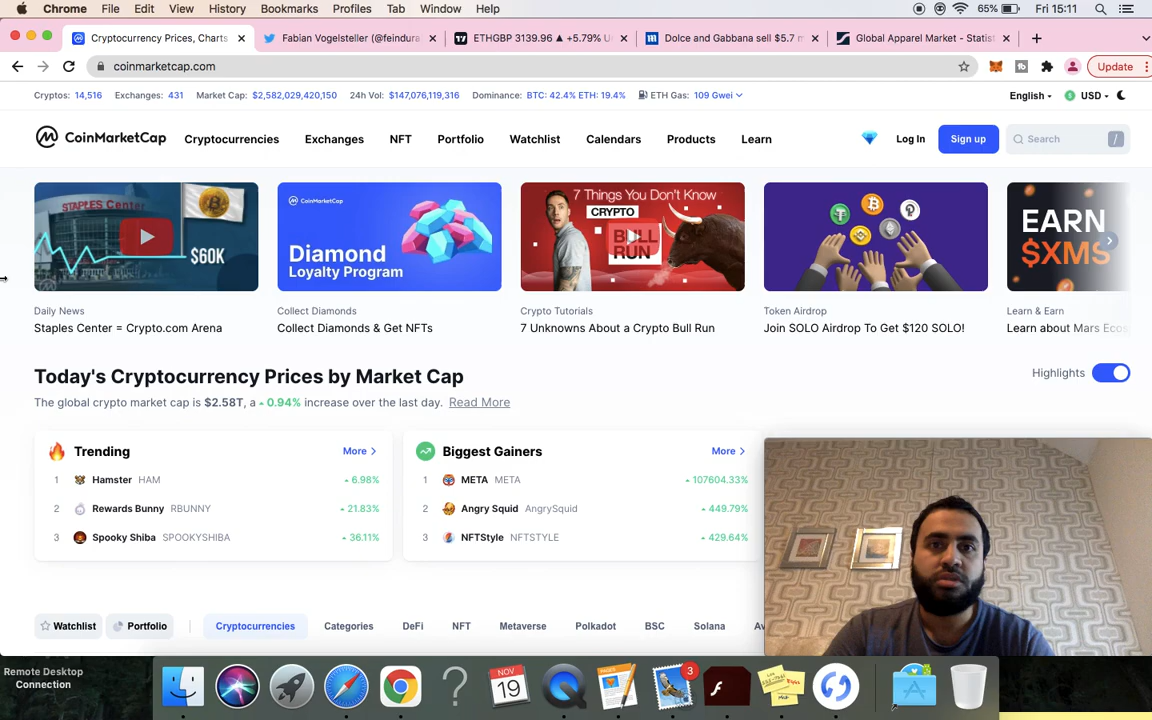 Chrome File Edit View History Bookmarks Profiles Tab Window Help 65% Fri 15:11
Cryptocurrency Prices, Charts Fabian Vogelsteller (@feindura ETHGBP 3139.96 ▲ +5.79% U Dolce and Gabbana sell $5.7 m Global Apparel Market - Statis
coinmarketcap.com Update
Cryptos: 14,516 Exchanges: 431 Market Cap: $2,582,029,420,150 24h Vol: $147,076,119,316 Dominance: BTC: 42.4% ETH: 19.4% ETH Gas: 109 Gwei English USD
CoinMarketCap Cryptocurrencies Exchanges NFT Portfolio Watchlist Calendars Products Learn Log In Sign up Search /
STAPLES Center $60K
CoinMarketCap
Diamond
Loyalty Program
7 Things You Don't Know
CRYPTO
BULL
RUN
EARN
$XMS
Daily News Collect Diamonds Crypto Tutorials Token Airdrop Learn & Earn
Staples Center = Crypto.com Arena Collect Diamonds & Get NFTs 7 Unknowns About a Crypto Bull Run Join SOLO Airdrop To Get $120 SOLO! Learn about Mars Ecos
Today's Cryptocurrency Prices by Market Cap Highlights
The global crypto market cap is $2.58T, a ▲ 0.94% increase over the last day. Read More
Trending More
1 Hamster HAM ▲ 6.98%
2 Rewards Bunny RBUNNY ▲ 21.83%
3 Spooky Shiba SPOOKYSHIBA ▲ 36.11%
Biggest Gainers More
1 META META ▲ 107604.33%
2 Angry Squid AngrySquid ▲ 449.79%
3 NFTStyle NFTSTYLE ▲ 429.64%
Watchlist Portfolio Cryptocurrencies Categories DeFi NFT Metaverse Polkadot BSC Solana Av
Remote Desktop
Connection
NOV
19
3